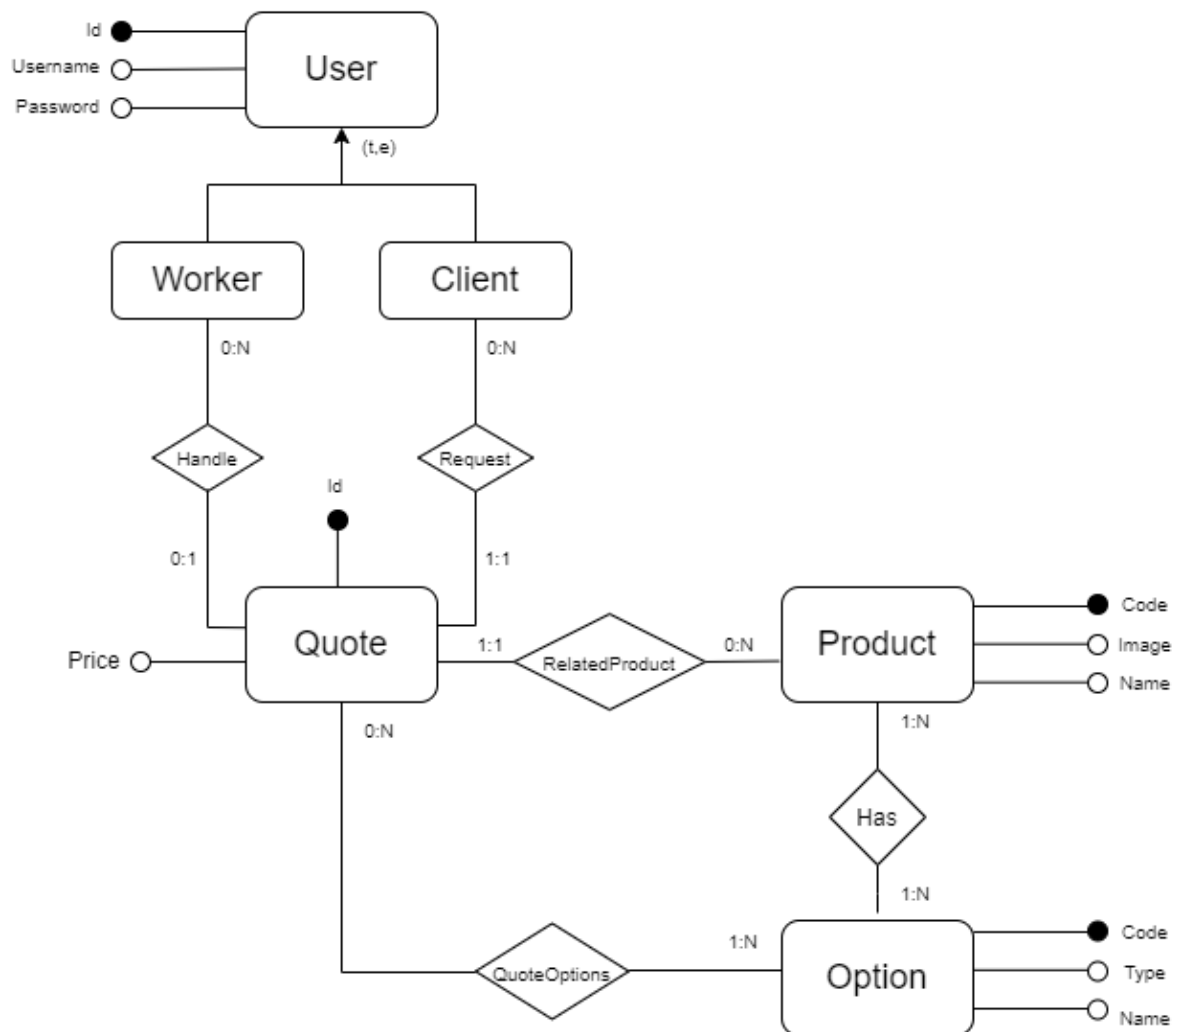 Id
Username
Password
User
(t,e)
Worker
Client
0:N
0:N
Handle
Request
Id
0:1
1:1
Price
Quote
1:1
RelatedProduct
0:N
Product
Code
Image
Name
0:N
1:N
Has
1:N
QuoteOptions
1:N
Option
Code
Type
Name